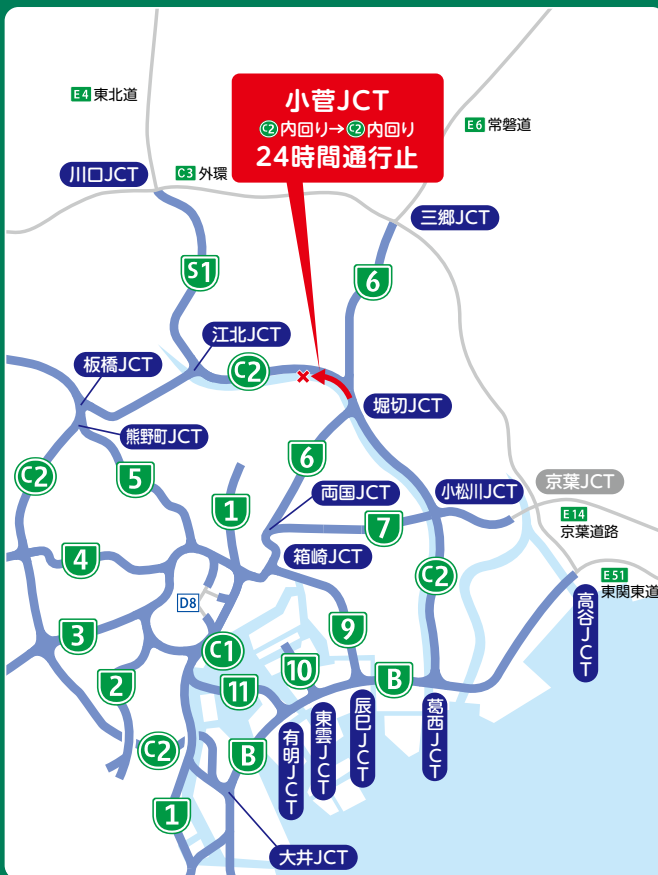 E4 東北道
小菅JCT
C2内回り→C2内回り
24時間通行止
E6 常磐道
川口JCT
C3 外環
三郷JCT
S1
6
江北JCT
板橋JCT
C2
堀切JCT
熊野町JCT
6
C2
5
1
両国JCT
小松川JCT
京葉JCT
7
E14
京葉道路
箱崎JCT
4
C2
E51
東関東道
D8
高谷JCT
9
3
C1
10
B
2
11
辰巳JCT
葛西JCT
東雲JCT
有明JCT
C2
B
1
大井JCT